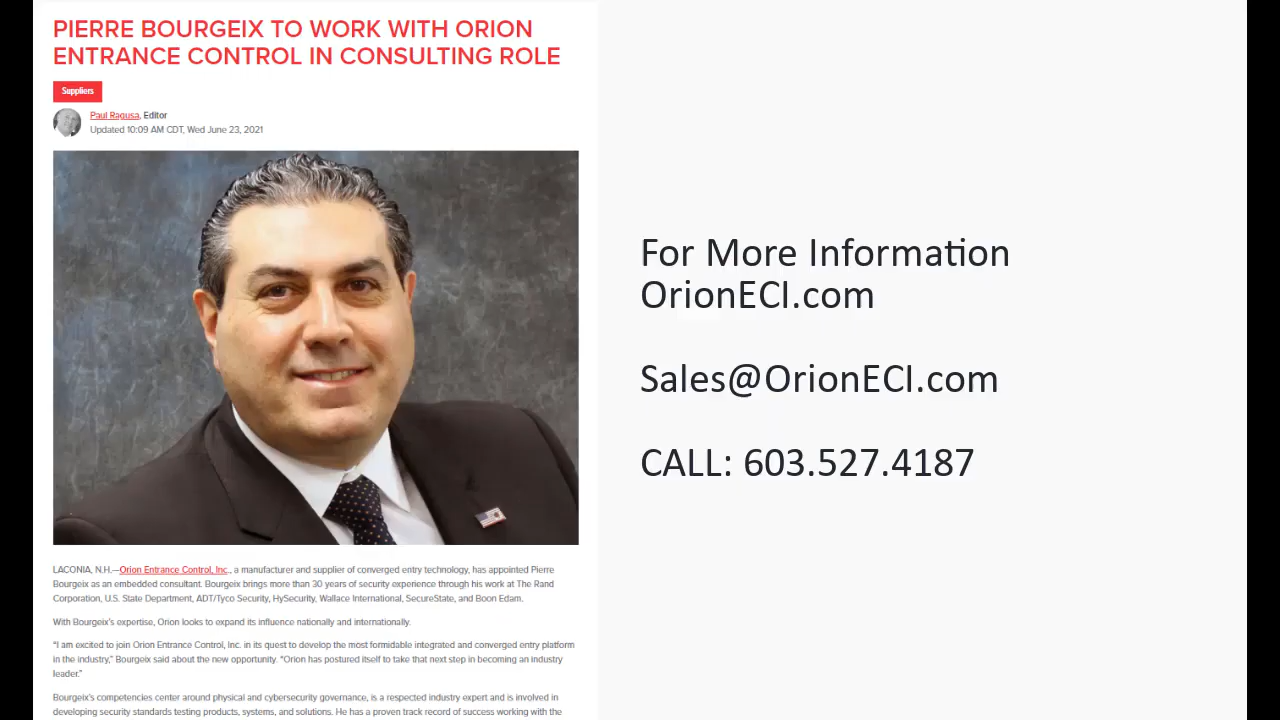 PIERRE BOURGEIX TO WORK WITH ORION
ENTRANCE CONTROL IN CONSULTING ROLE
Suppliers
Paul Ragusa, Editor
Updated 10:09 AM CDT, Wed June 23, 2021
LACONIA, N.H.—Orion Entrance Control, Inc., a manufacturer and supplier of converged entry technology, has appointed Pierre
Bourgeix as an embedded consultant. Bourgeix brings more than 30 years of security experience through his work at The Rand
Corporation, U.S. State Department, ADT/Tyco Security, HySecurity, Wallace International, SecureState, and Boon Edam.
With Bourgeix's expertise, Orion looks to expand its influence nationally and internationally.
“I am excited to join Orion Entrance Control, Inc. in its quest to develop the most formidable integrated and converged entry platform
in the industry,” Bourgeix said about the new opportunity. “Orion has postured itself to take that next step in becoming an industry
leader.”
Bourgeix's competencies center around physical and cybersecurity governance, is a respected industry expert and is involved in
developing security standards testing products, systems, and solutions. He has a proven track record of success working with the
For More Information
OrionECI.com
Sales@OrionECI.com
CALL: 603.527.4187